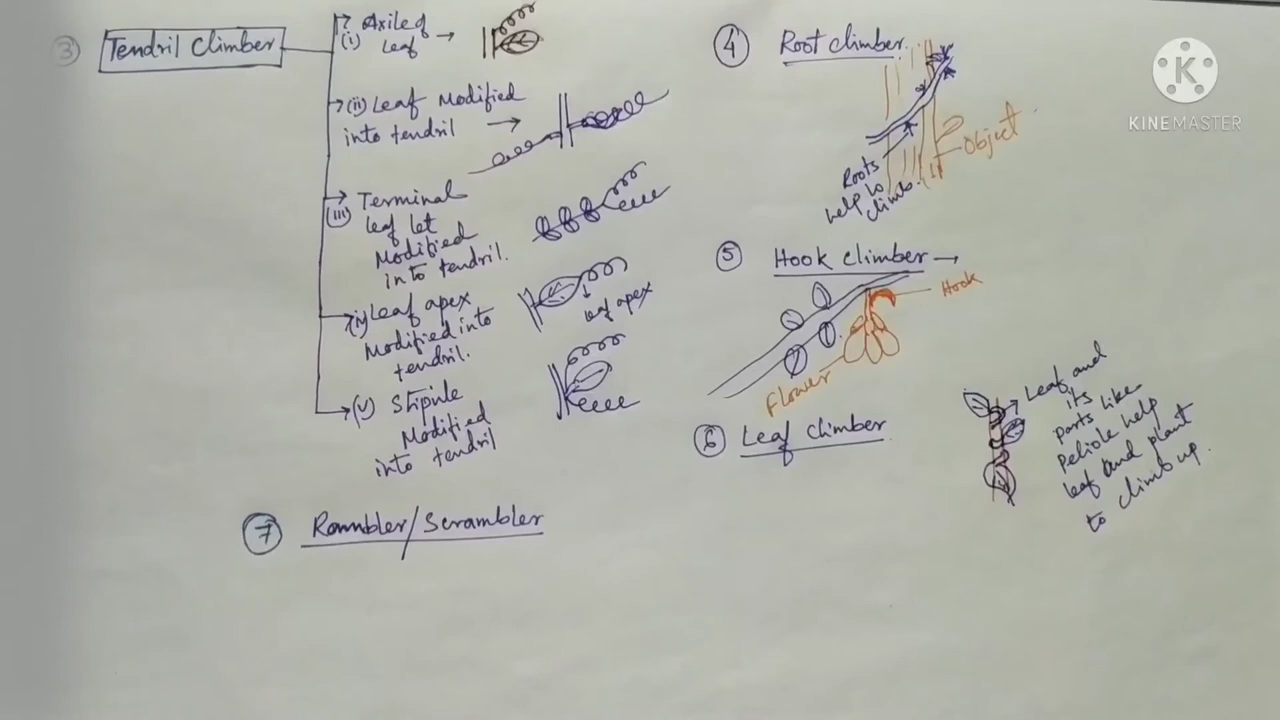 ③ Tendril Climber
(i) Axile of
leaf →
(ii) Leaf Modified
into tendril →
(iii) Terminal
leaf let
Modified
into tendril.
Leaf apex
Modified into
tendril.
leaf apex
(v) Stipule
Modified
into tendril
⑦ Rambler/Scrambler
④ Root climber.
Object
Roots
help to
climb.
⑤ Hook climber →
Hook
Flower
⑥ Leaf climber
Leaf and
its
parts like
Petiole help
leaf and plant
to climb up.
K
KINEMASTER